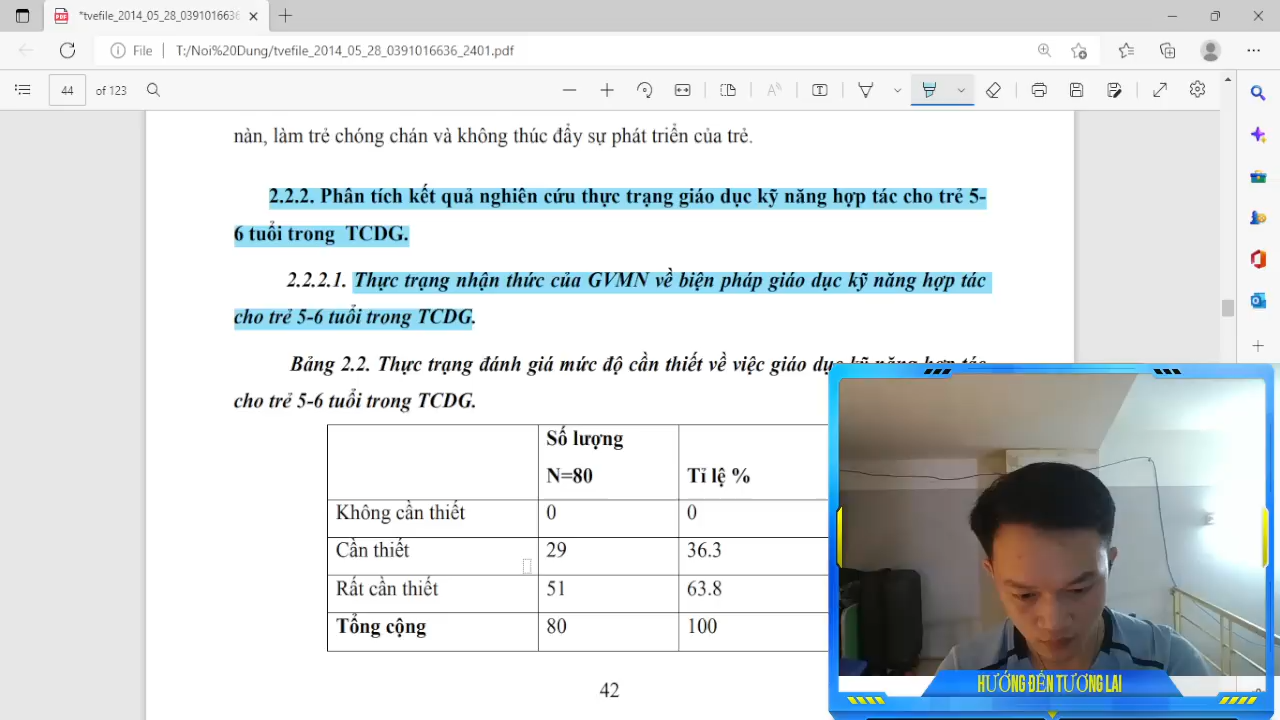 *tvefile_2014_05_28_0391016636
File T:/Noi%20Dung/tvefile_2014_05_28_0391016636_2401.pdf
44 of 123
nàn, làm trẻ chóng chán và không thúc đẩy sự phát triển của trẻ.
2.2.2. Phân tích kết quả nghiên cứu thực trạng giáo dục kỹ năng hợp tác cho trẻ 5-
6 tuổi trong TCDG.
2.2.2.1. Thực trạng nhận thức của GVMN về biện pháp giáo dục kỹ năng hợp tác
cho trẻ 5-6 tuổi trong TCDG.
Bảng 2.2. Thực trạng đánh giá mức độ cần thiết về việc giáo dục kỹ năng hợp tác
cho trẻ 5-6 tuổi trong TCDG.
Số lượng
N=80 Tỉ lệ %
Không cần thiết 0 0
Cần thiết 29 36.3
Rất cần thiết 51 63.8
Tổng cộng 80 100
42
HƯỚNG ĐẾN TƯƠNG LAI